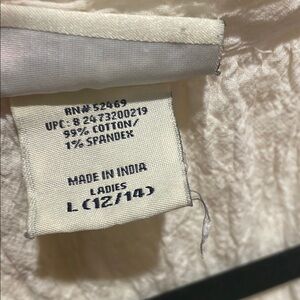 RN# 52469
UPC: 8 2473200219
99% COTTON/
1% SPANDEX
MADE IN INDIA
LADIES
L (12/14)